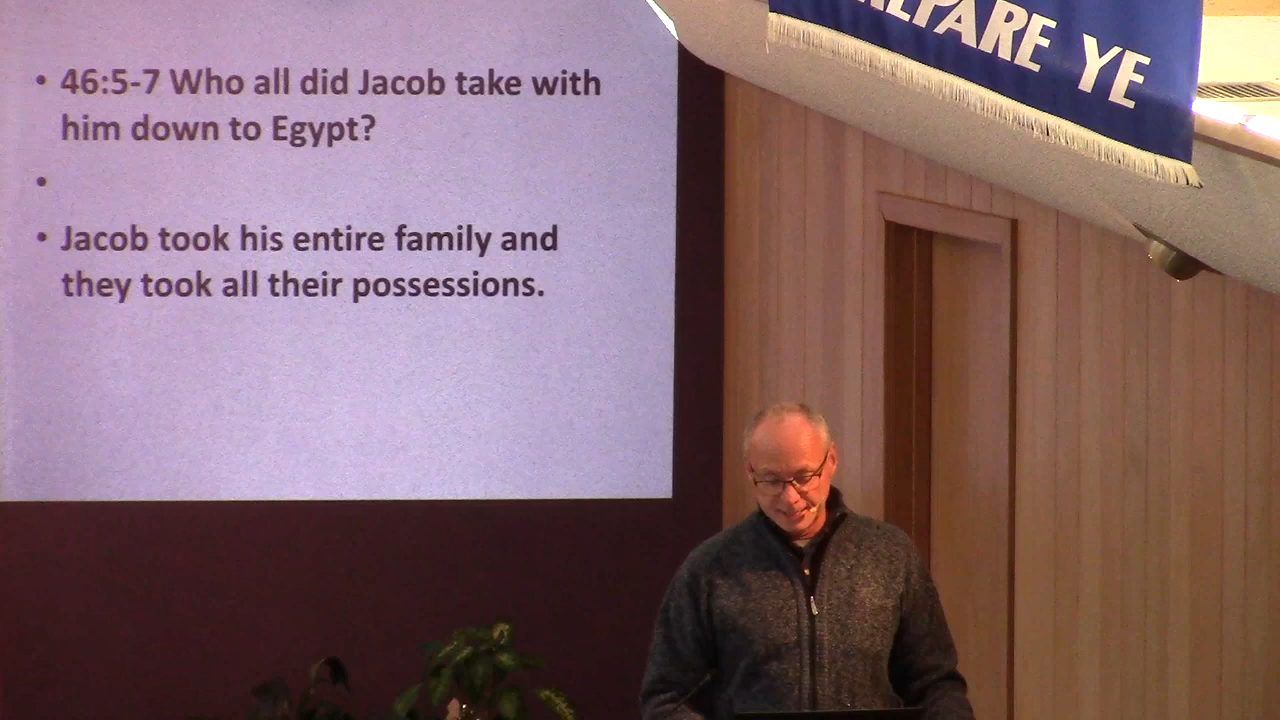 • 46:5-7 Who all did Jacob take with
him down to Egypt?
•
• Jacob took his entire family and
they took all their possessions.
YE